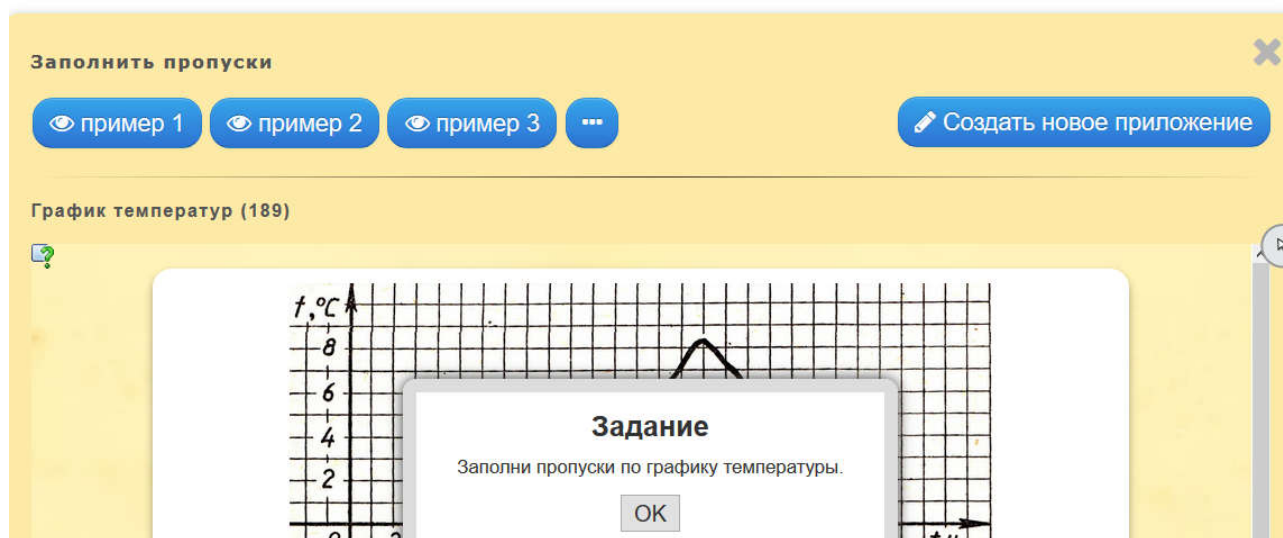 Заполнить пропуски
пример 1 пример 2 пример 3 ... Создать новое приложение
График температур (189)
t,°C
8
6
4
2
Задание
Заполни пропуски по графику температуры.
OK